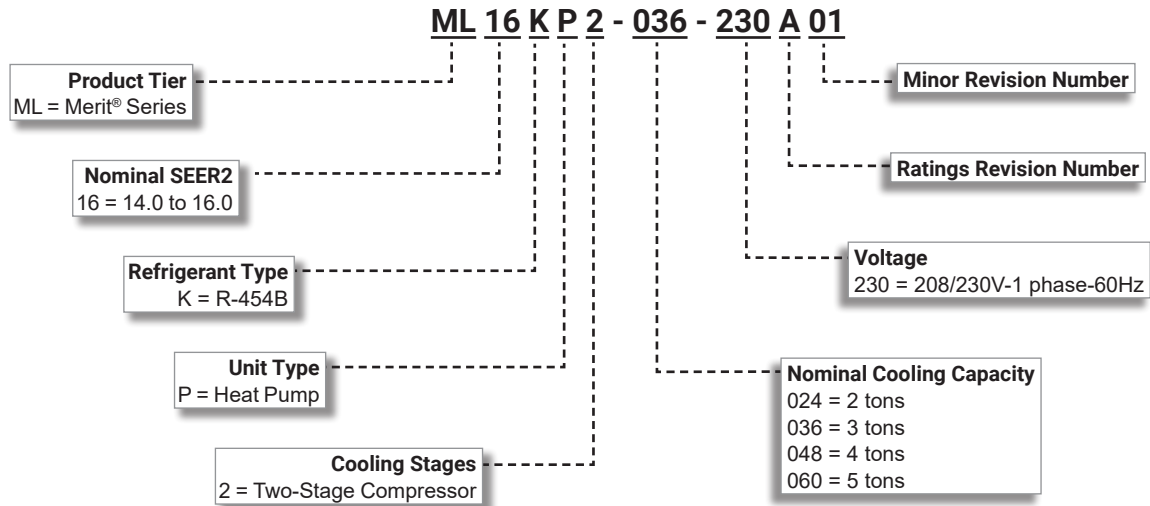 ML 16 K P 2 - 036 - 230 A 01
Product Tier
ML = Merit® Series
Nominal SEER2
16 = 14.0 to 16.0
Refrigerant Type
K = R-454B
Unit Type
P = Heat Pump
Cooling Stages
2 = Two-Stage Compressor
Minor Revision Number
Ratings Revision Number
Voltage
230 = 208/230V-1 phase-60Hz
Nominal Cooling Capacity
024 = 2 tons
036 = 3 tons
048 = 4 tons
060 = 5 tons